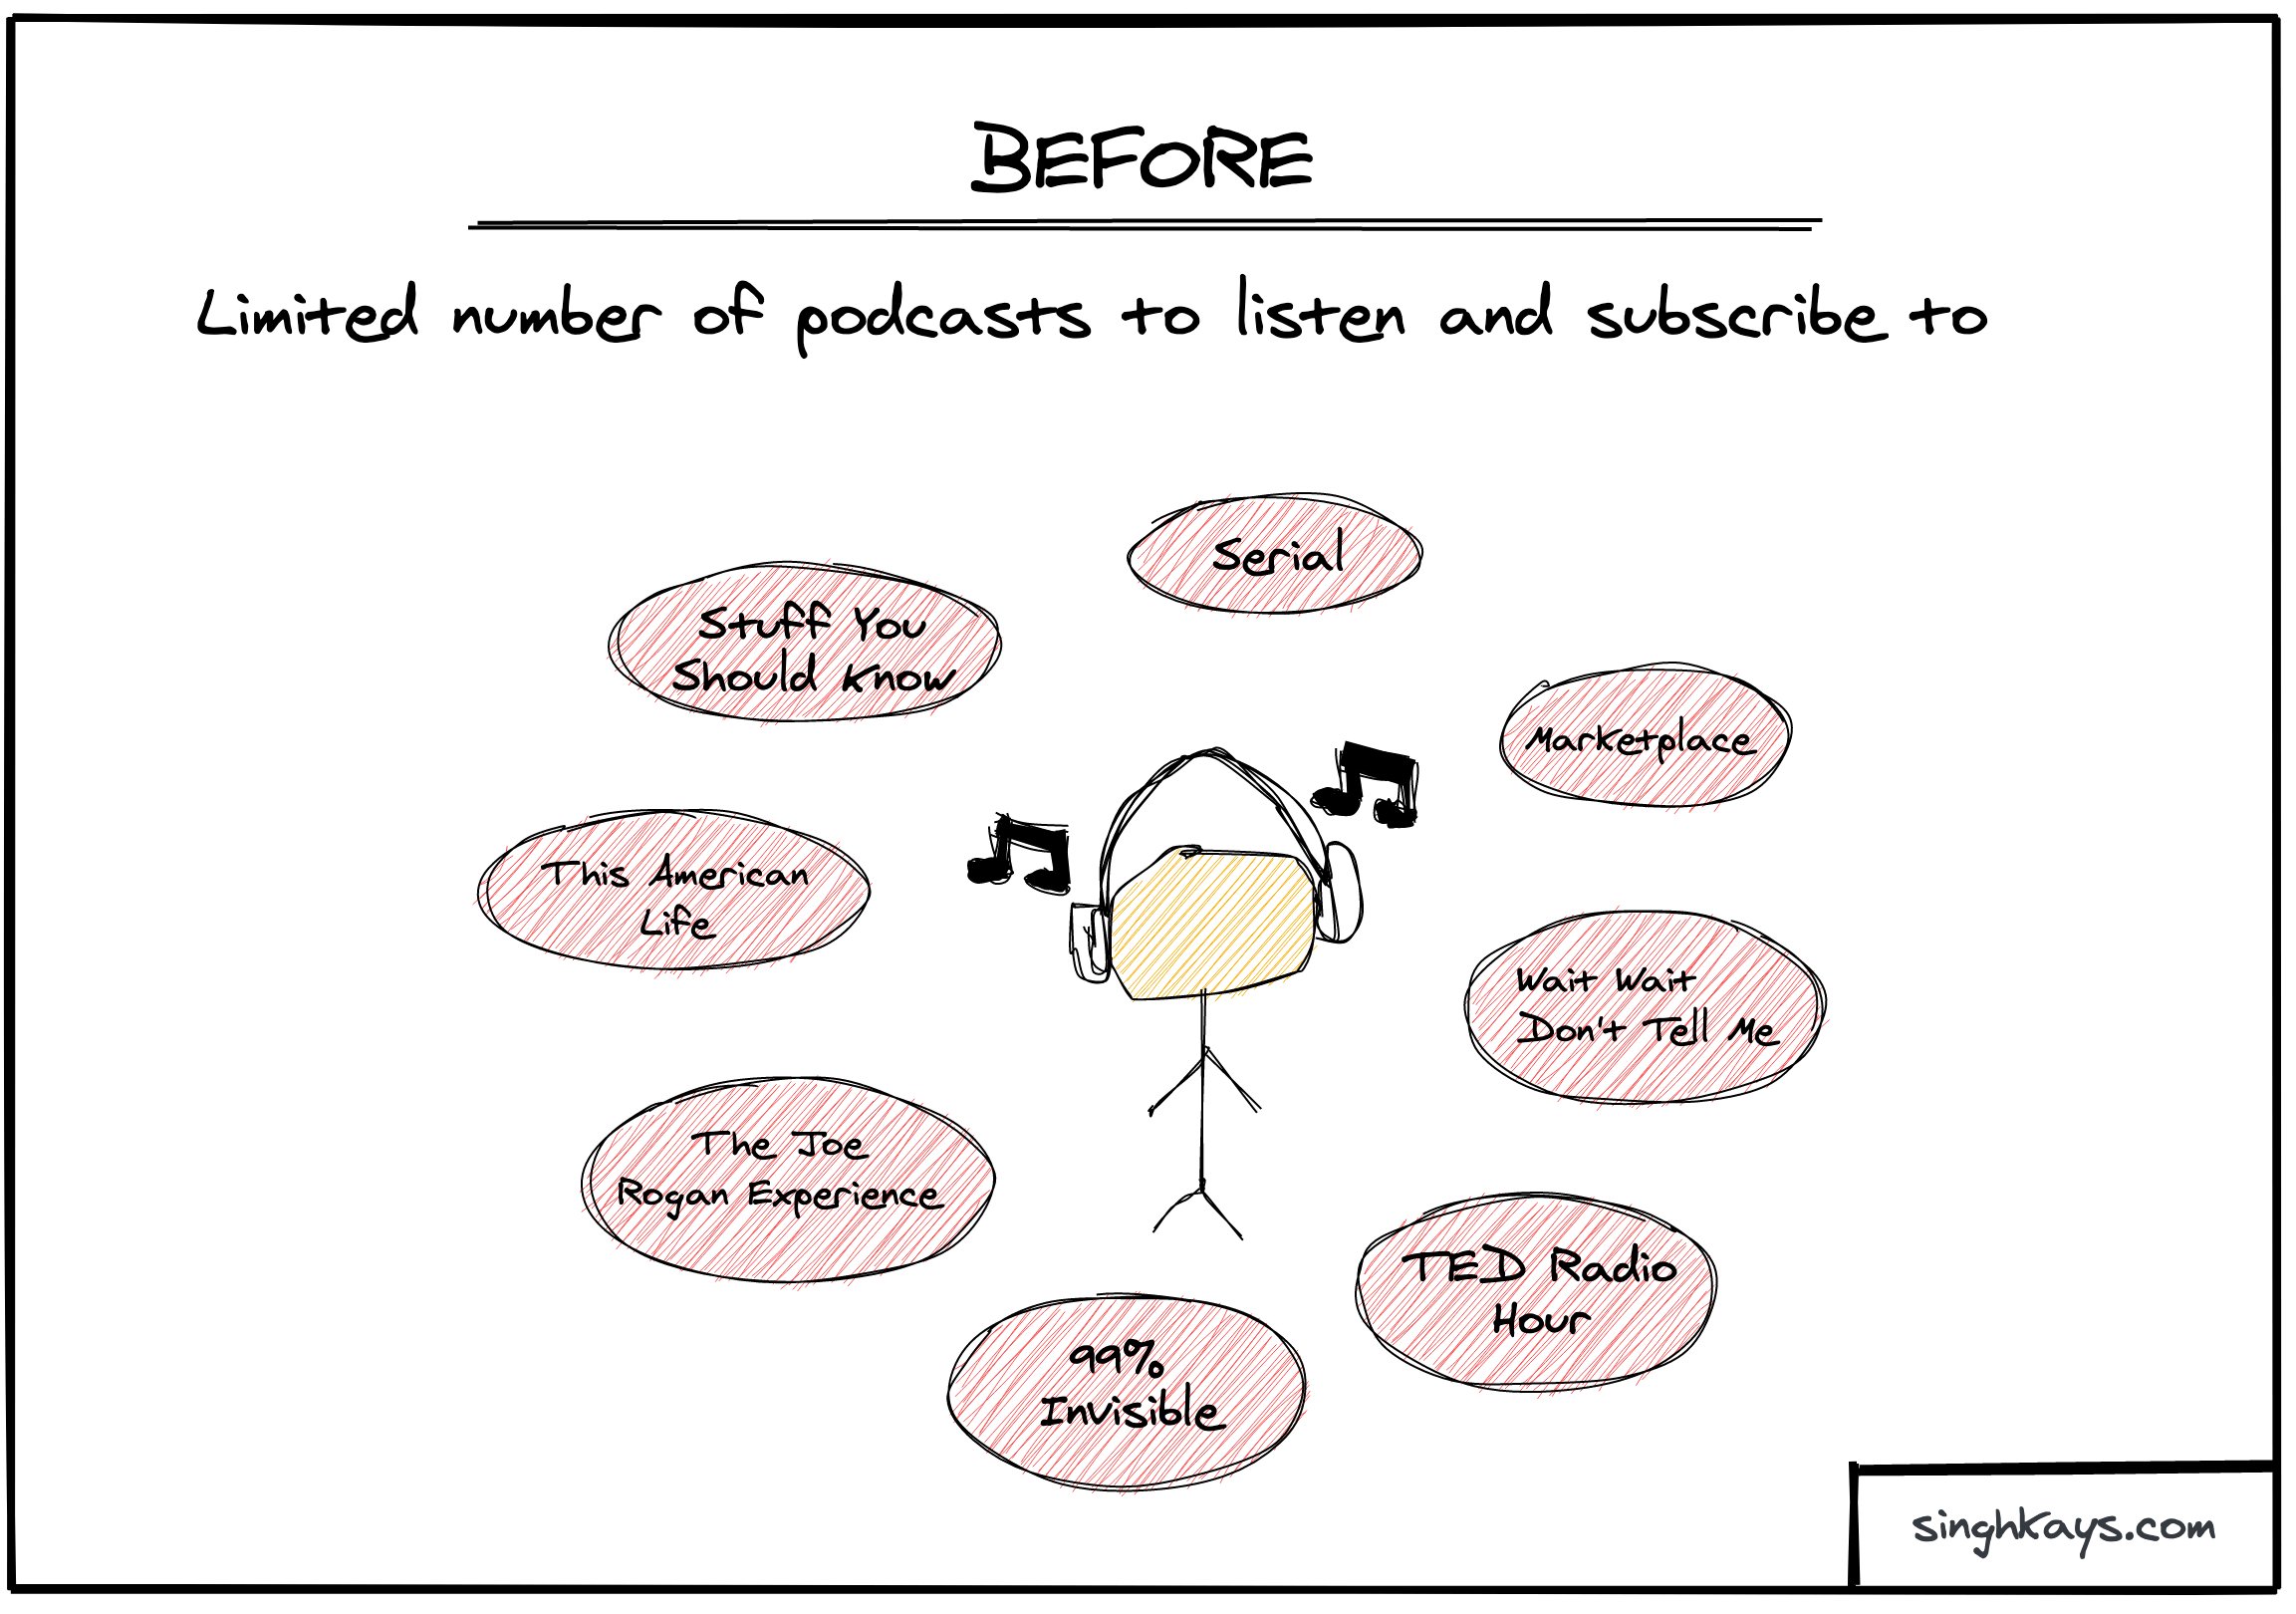 BEFORE
Limited number of podcasts to listen and subscribe to
Serial
Stuff You
Should Know
Marketplace
This American
Life
Wait Wait
Don't Tell Me
The Joe
Rogan Experience
TED Radio
Hour
99%
Invisible
singhkays.com